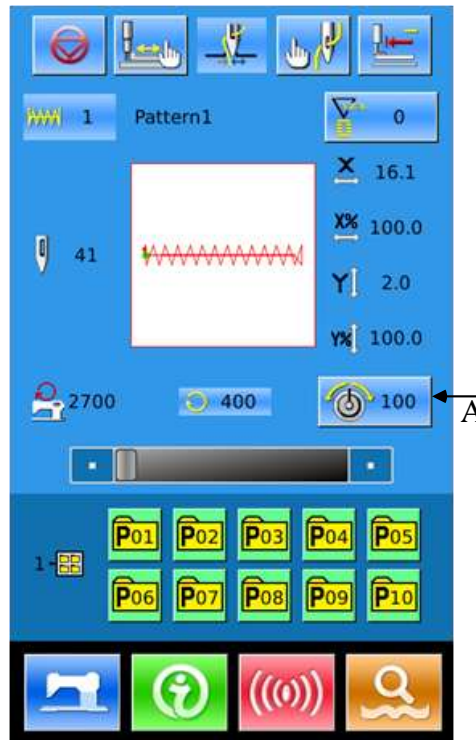 1 Pattern1 0
X 16.1
X% 100.0
41
Y 2.0
Y% 100.0
2700 400 100
A
P01 P02 P03 P04 P05
1-
P06 P07 P08 P09 P10